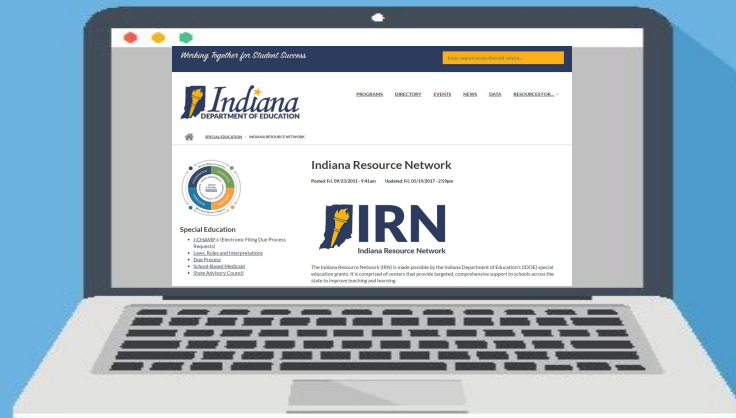 Working Together for Student Success
Enter search terms then hit return...
Indiana
DEPARTMENT OF EDUCATION
PROGRAMS DIRECTORY EVENTS NEWS DATA RESOURCES FOR...
SPECIAL EDUCATION INDIANA RESOURCE NETWORK
Indiana Resource Network
Posted: Fri, 09/23/2011 - 9:41am Updated: Fri, 05/19/2017 - 2:59pm
IRN
Indiana Resource Network
Special Education
I-CHAMP (Electronic Filing Due Process
Requests)
Laws, Rules and Interpretations
Due Process
School-Based Medicaid
State Advisory Council
The Indiana Resource Network (IRN) is made possible by the Indiana Department of Education's (IDOE) special
education grants. It is comprised of centers that provide targeted, comprehensive support to schools across the
state to improve teaching and learning.